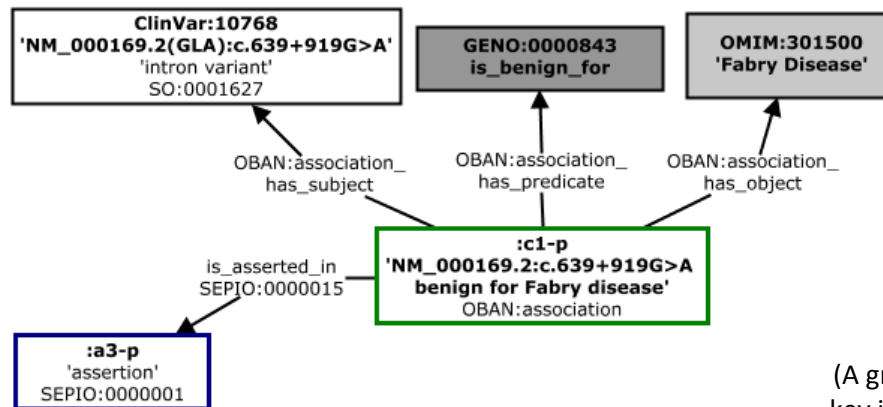 ClinVar:10768
'NM_000169.2(GLA):c.639+919G>A'
'intron variant'
SO:0001627
GENO:0000843
is_benign_for
OMIM:301500
'Fabry Disease'
OBAN:association_
has_subject
OBAN:association_
has_predicate
OBAN:association_
has_object
:c1-p
'NM_000169.2:c.639+919G>A
benign for Fabry disease'
OBAN:association
is_asserted_in
SEPIO:0000015
:a3-p
'assertion'
SEPIO:0000001
(A gr
key i